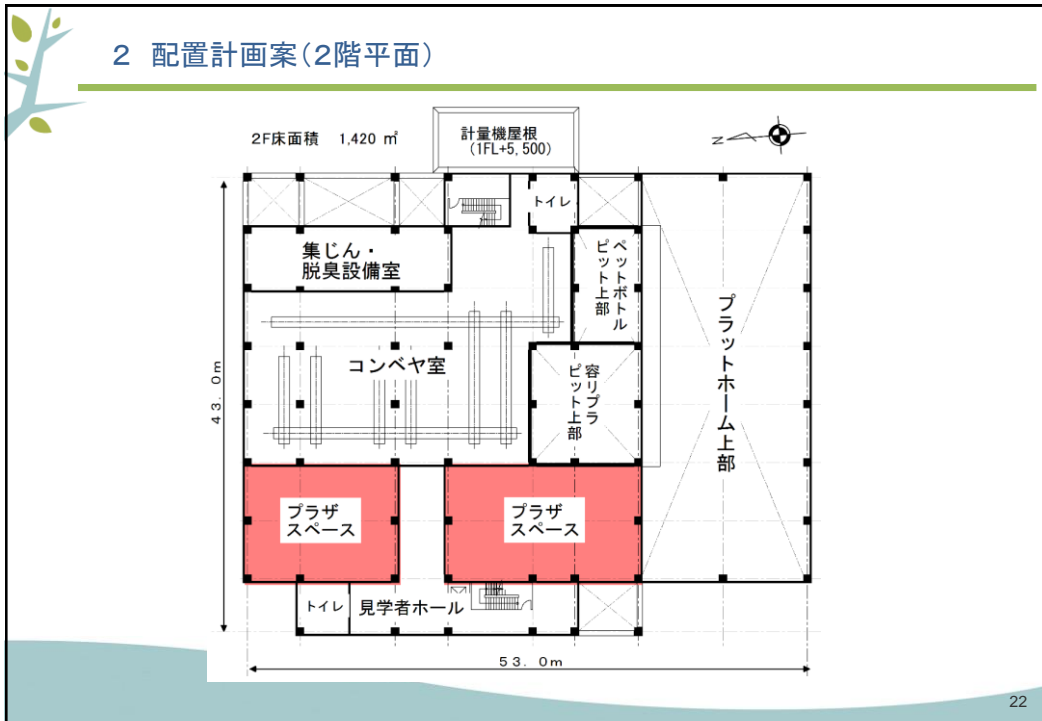 2 配置計画案(2階平面)
2F床面積 1,420 ㎡
計量機屋根
(1FL+5,500)
N
トイレ
集じん・
脱臭設備室
ペットボトル
ピット上部
プラットホーム上部
コンベヤ室
容リプラ
ピット上部
43.0m
プラザ
スペース
プラザ
スペース
トイレ
見学者ホール
53.0m
22